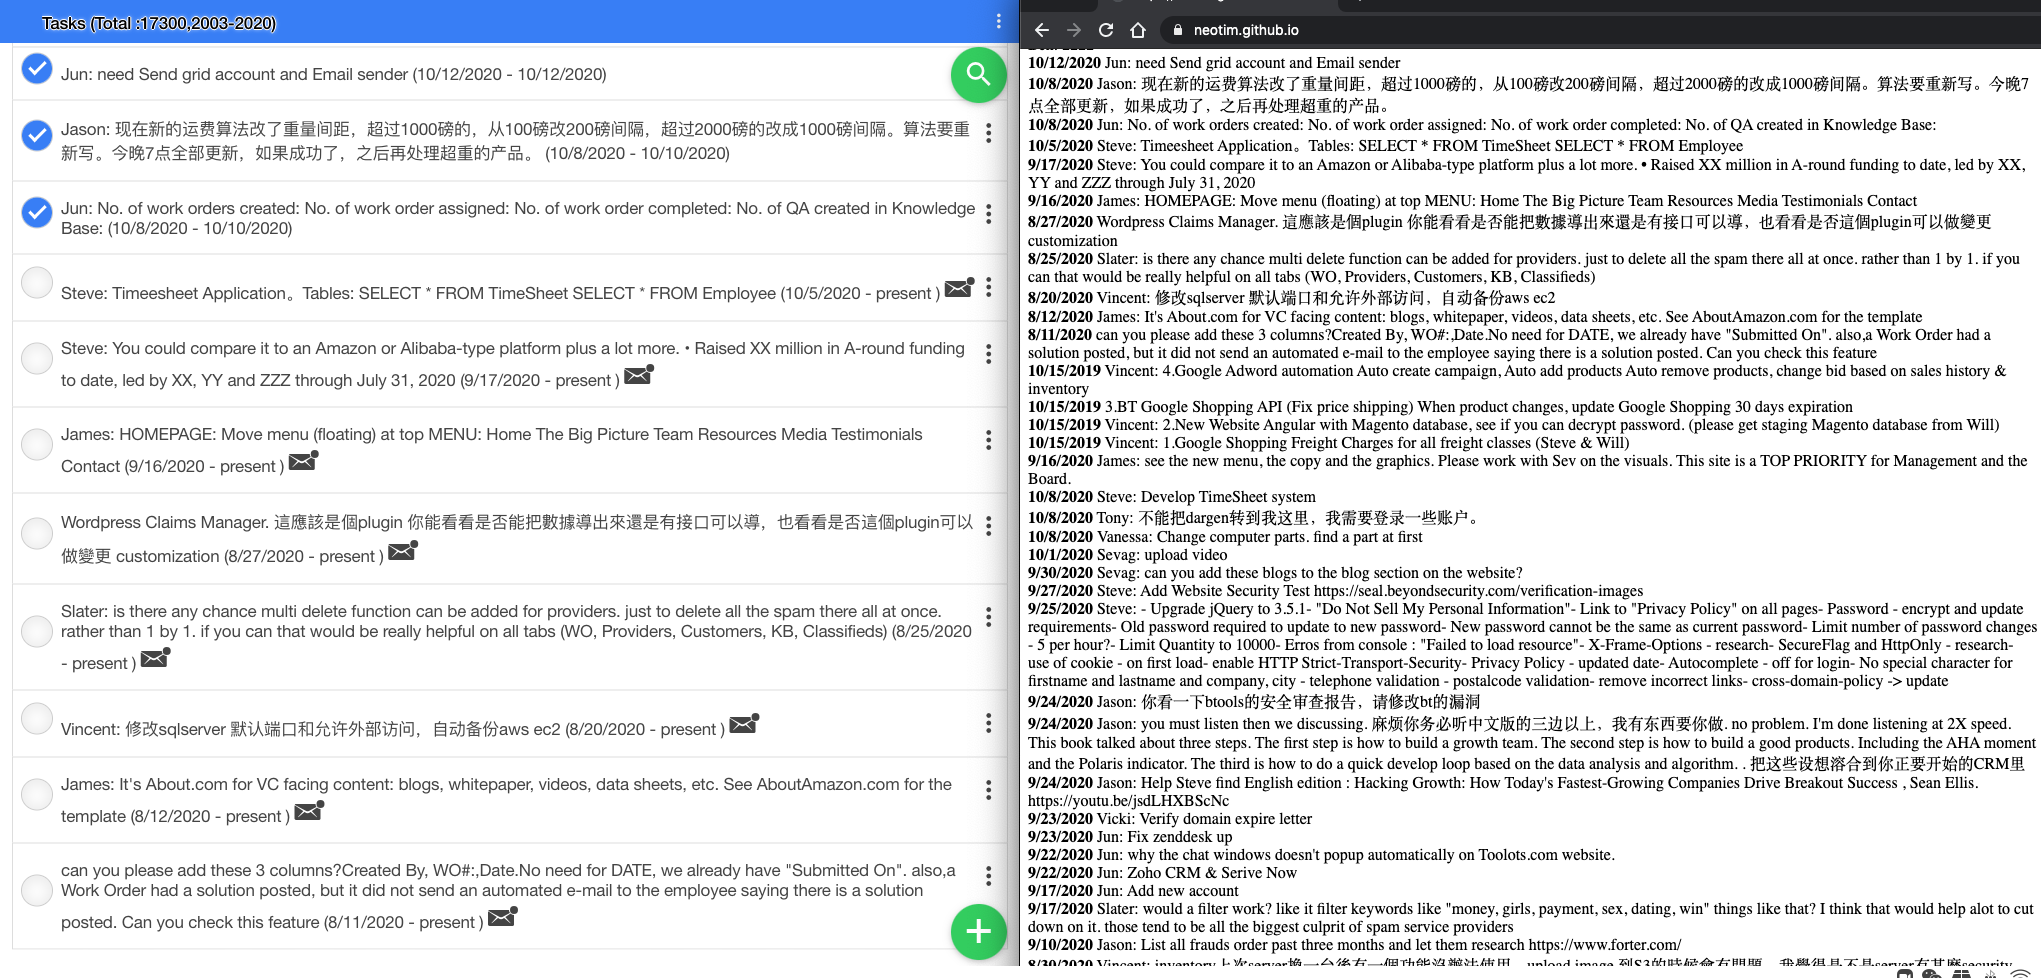 Tasks (Total :17300,2003-2020)
Jun: need Send grid account and Email sender (10/12/2020 - 10/12/2020)
Jason: 现在新的运费算法改了重量间距，超过1000磅的，从100磅改200磅间隔，超过2000磅的改成1000磅间隔。算法要重
新写。今晚7点全部更新，如果成功了，之后再处理超重的产品。 (10/8/2020 - 10/10/2020)
Jun: No. of work orders created: No. of work order assigned: No. of work order completed: No. of QA created in Knowledge
Base: (10/8/2020 - 10/10/2020)
Steve: Timeesheet Application。Tables: SELECT * FROM TimeSheet SELECT * FROM Employee (10/5/2020 - present )
Steve: You could compare it to an Amazon or Alibaba-type platform plus a lot more. • Raised XX million in A-round funding
to date, led by XX, YY and ZZZ through July 31, 2020 (9/17/2020 - present )
James: HOMEPAGE: Move menu (floating) at top MENU: Home The Big Picture Team Resources Media Testimonials
Contact (9/16/2020 - present )
Wordpress Claims Manager. 這應該是個plugin 你能看看是否能把數據導出來還是有接口可以導，也看看是否這個plugin可以
做變更 customization (8/27/2020 - present )
Slater: is there any chance multi delete function can be added for providers. just to delete all the spam there all at once.
rather than 1 by 1. if you can that would be really helpful on all tabs (WO, Providers, Customers, KB, Classifieds) (8/25/2020
- present )
Vincent: 修改sqlserver 默认端口和允许外部访问，自动备份aws ec2 (8/20/2020 - present )
James: It's About.com for VC facing content: blogs, whitepaper, videos, data sheets, etc. See AboutAmazon.com for the
template (8/12/2020 - present )
can you please add these 3 columns?Created By, WO#:,Date.No need for DATE, we already have "Submitted On". also,a
Work Order had a solution posted, but it did not send an automated e-mail to the employee saying there is a solution
posted. Can you check this feature (8/11/2020 - present )
neotim.github.io
10/12/2020 Jun: need Send grid account and Email sender
10/8/2020 Jason: 现在新的运费算法改了重量间距，超过1000磅的，从100磅改200磅间隔，超过2000磅的改成1000磅间隔。算法要重新写。今晚7
点全部更新，如果成功了，之后再处理超重的产品。
10/8/2020 Jun: No. of work orders created: No. of work order assigned: No. of work order completed: No. of QA created in Knowledge Base:
10/5/2020 Steve: Timeesheet Application。Tables: SELECT * FROM TimeSheet SELECT * FROM Employee
9/17/2020 Steve: You could compare it to an Amazon or Alibaba-type platform plus a lot more. • Raised XX million in A-round funding to date, led by XX,
YY and ZZZ through July 31, 2020
9/16/2020 James: HOMEPAGE: Move menu (floating) at top MENU: Home The Big Picture Team Resources Media Testimonials Contact
8/27/2020 Wordpress Claims Manager. 這應該是個plugin 你能看看是否能把數據導出來還是有接口可以導，也看看是否這個plugin可以做變更
customization
8/25/2020 Slater: is there any chance multi delete function can be added for providers. just to delete all the spam there all at once. rather than 1 by 1. if you
can that would be really helpful on all tabs (WO, Providers, Customers, KB, Classifieds)
8/20/2020 Vincent: 修改sqlserver 默认端口和允许外部访问，自动备份aws ec2
8/12/2020 James: It's About.com for VC facing content: blogs, whitepaper, videos, data sheets, etc. See AboutAmazon.com for the template
8/11/2020 can you please add these 3 columns?Created By, WO#:,Date.No need for DATE, we already have "Submitted On". also,a Work Order had a
solution posted, but it did not send an automated e-mail to the employee saying there is a solution posted. Can you check this feature
10/15/2019 Vincent: 4.Google Adword automation Auto create campaign, Auto add products Auto remove products, change bid based on sales history &
inventory
10/15/2019 3.BT Google Shopping API (Fix price shipping) When product changes, update Google Shopping 30 days expiration
10/15/2019 Vincent: 2.New Website Angular with Magento database, see if you can decrypt password. (please get staging Magento database from Will)
10/15/2019 Vincent: 1.Google Shopping Freight Charges for all freight classes (Steve & Will)
9/16/2020 James: see the new menu, the copy and the graphics. Please work with Sev on the visuals. This site is a TOP PRIORITY for Management and the
Board.
10/8/2020 Steve: Develop TimeSheet system
10/8/2020 Tony: 不能把dargen转到我这里，我需要登录一些账户。
10/8/2020 Vanessa: Change computer parts. find a part at first
10/1/2020 Sevag: upload video
9/30/2020 Sevag: can you add these blogs to the blog section on the website?
9/27/2020 Steve: Add Website Security Test https://seal.beyondsecurity.com/verification-images
9/25/2020 Steve: - Upgrade jQuery to 3.5.1- "Do Not Sell My Personal Information"- Link to "Privacy Policy" on all pages- Password - encrypt and update
requirements- Old password required to update to new password- New password cannot be the same as current password- Limit number of password changes
- 5 per hour?- Limit Quantity to 10000- Erros from console : "Failed to load resource"- X-Frame-Options - research- SecureFlag and HttpOnly - research-
use of cookie - on first load- enable HTTP Strict-Transport-Security- Privacy Policy - updated date- Autocomplete - off for login- No special character for
firstname and lastname and company, city - telephone validation - postalcode validation- remove incorrect links- cross-domain-policy -> update
9/24/2020 Jason: 你看一下btools的安全审查报告，请修改bt的漏洞
9/24/2020 Jason: you must listen then we discussing. 麻烦你务必听中文版的三边以上，我有东西要你做. no problem. I'm done listening at 2X speed.
This book talked about three steps. The first step is how to build a growth team. The second step is how to build a good products. Including the AHA moment
and the Polaris indicator. The third is how to do a quick develop loop based on the data analysis and algorithm. . 把这些设想溶合到你正要开始的CRM里
9/24/2020 Jason: Help Steve find English edition : Hacking Growth: How Today's Fastest-Growing Companies Drive Breakout Success , Sean Ellis.
https://youtu.be/jsdLHXBScNc
9/23/2020 Vicki: Verify domain expire letter
9/23/2020 Jun: Fix zenddesk up
9/22/2020 Jun: why the chat windows doesn't popup automatically on Toolots.com website.
9/22/2020 Jun: Zoho CRM & Serive Now
9/17/2020 Jun: Add new account
9/17/2020 Slater: would a filter work? like it filter keywords like "money, girls, payment, sex, dating, win" things like that? I think that would help alot to cut
down on it. those tend to be all the biggest culprit of spam service providers
9/10/2020 Jason: List all frauds order past three months and let them research https://www.forter.com/
8/30/2020 Vincent: inventory上次server換一台後有一個功能沒辦法使用，upload image 到S3的時候會有問題，我覺得是不是server有甚麼security